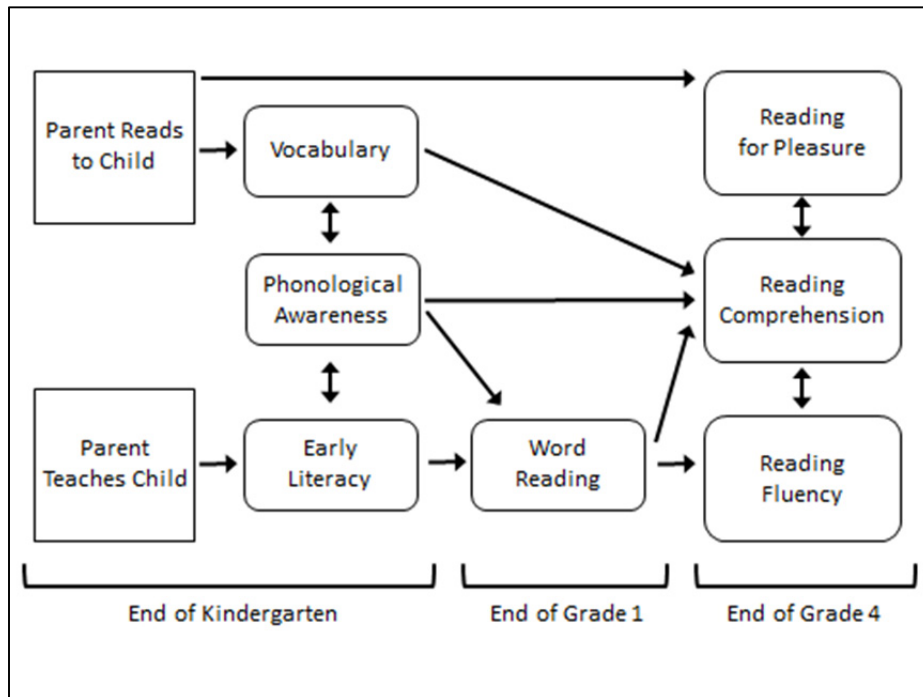 Parent Reads
to Child
Vocabulary
Reading
for Pleasure
Phonological
Awareness
Reading
Comprehension
Parent
Teaches Child
Early
Literacy
Word
Reading
Reading
Fluency
End of Kindergarten
End of Grade 1
End of Grade 4